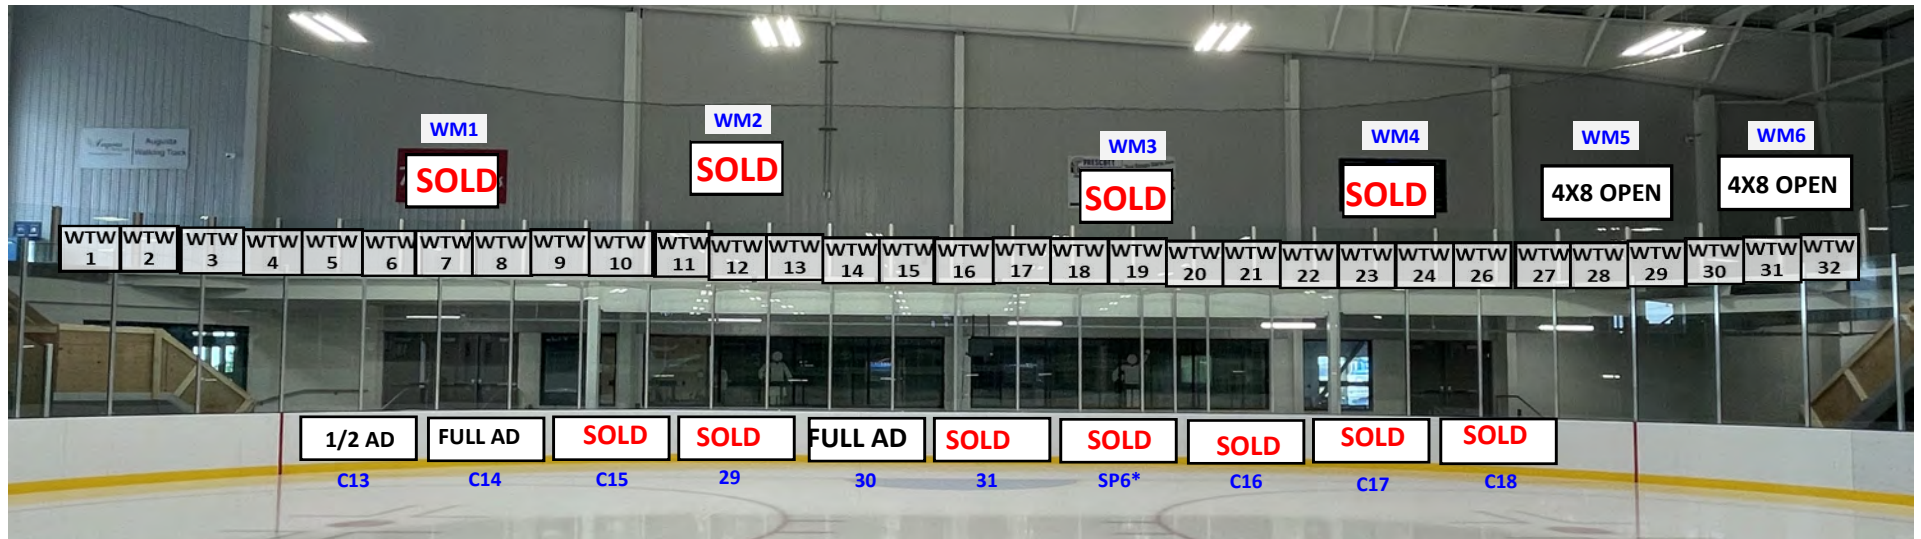 WM1
WM2
WM3
WM4
WM5
WM6
Augusta
Augusta
Walking Track
PRESCOTT
SOLD
SOLD
SOLD
SOLD
4X8 OPEN
4X8 OPEN
WTW 1
WTW 2
WTW 3
WTW 4
WTW 5
WTW 6
WTW 7
WTW 8
WTW 9
WTW 10
WTW 11
WTW 12
WTW 13
WTW 14
WTW 15
WTW 16
WTW 17
WTW 18
WTW 19
WTW 20
WTW 21
WTW 22
WTW 23
WTW 24
WTW 26
WTW 27
WTW 28
WTW 29
WTW 30
WTW 31
WTW 32
1/2 AD
FULL AD
SOLD
SOLD
FULL AD
SOLD
SOLD
SOLD
SOLD
SOLD
C13
C14
C15
29
30
31
SP6*
C16
C17
C18